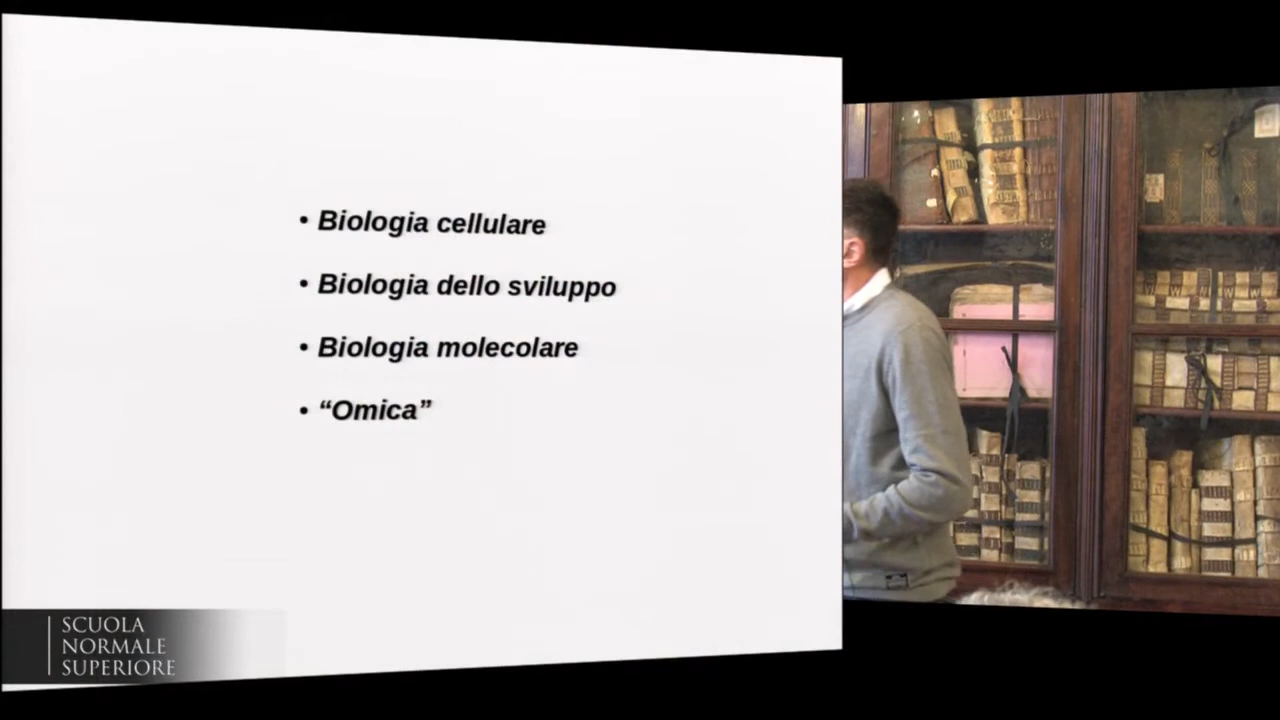 • Biologia cellulare
• Biologia dello sviluppo
• Biologia molecolare
• “Omica”
SCUOLA
NORMALE
SUPERIORE